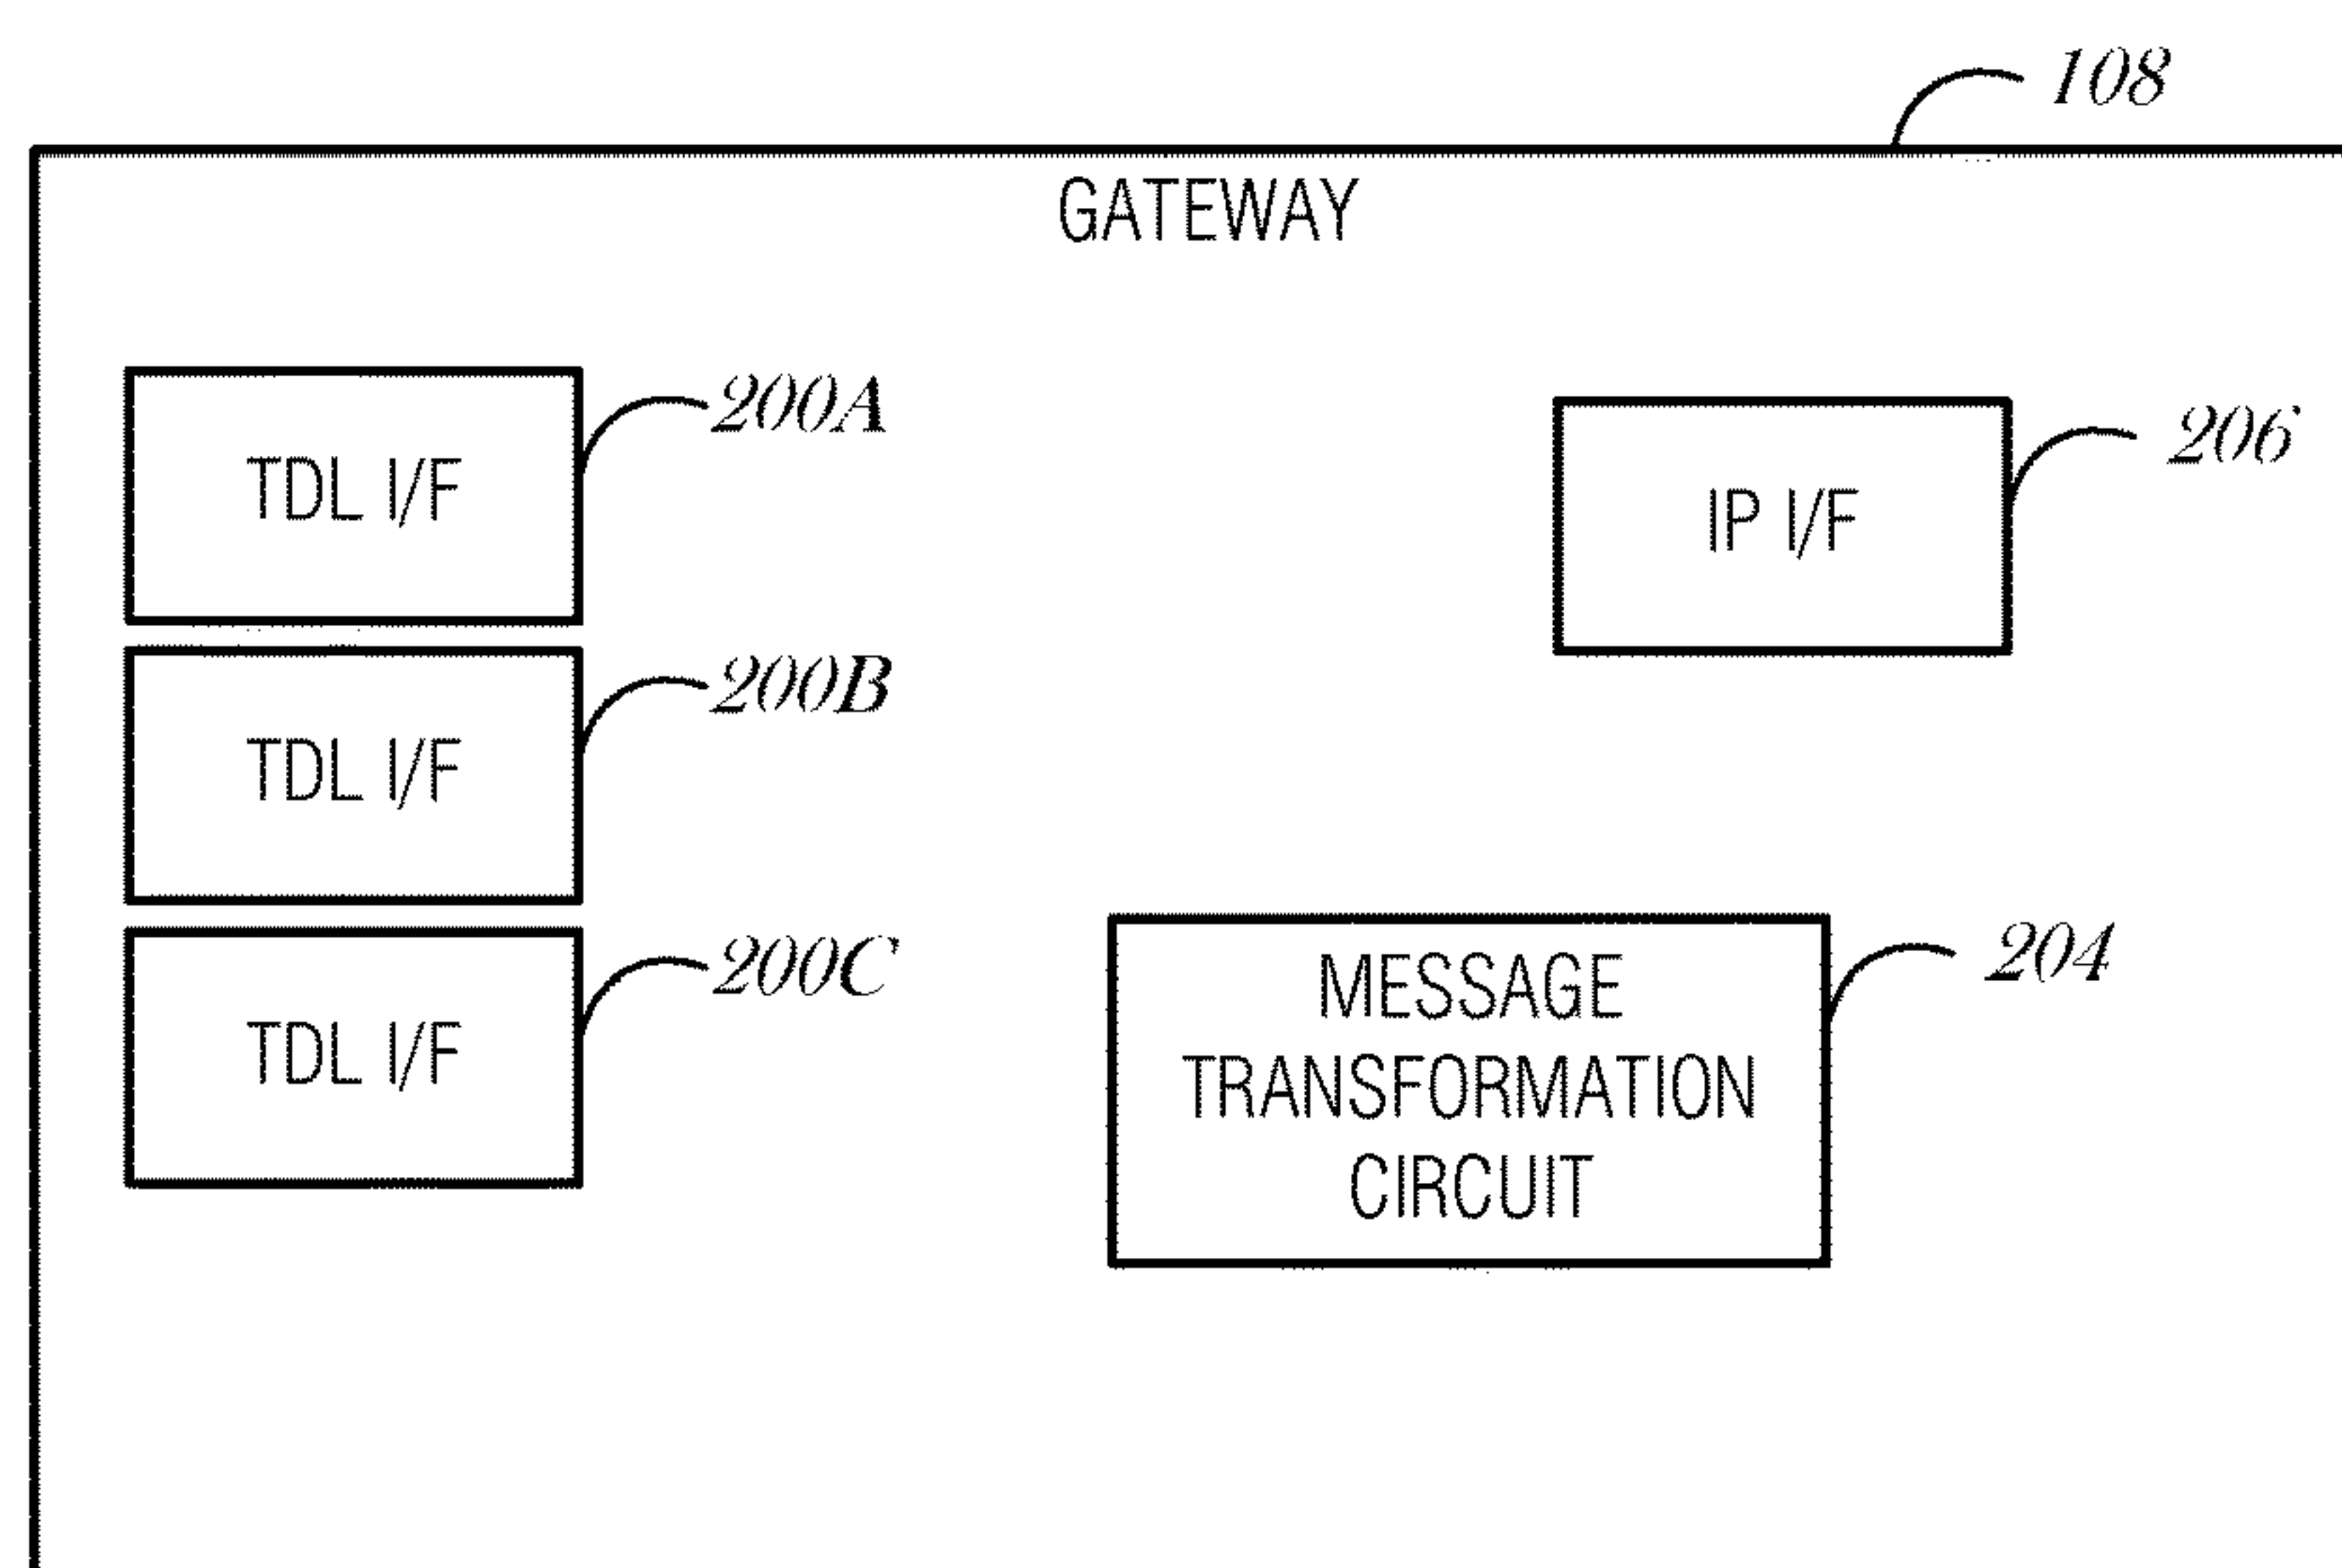 108
GATEWAY
TDL I/F
200A
IP I/F
206
TDL I/F
200B
TDL I/F
200C
MESSAGE
TRANSFORMATION
CIRCUIT
204